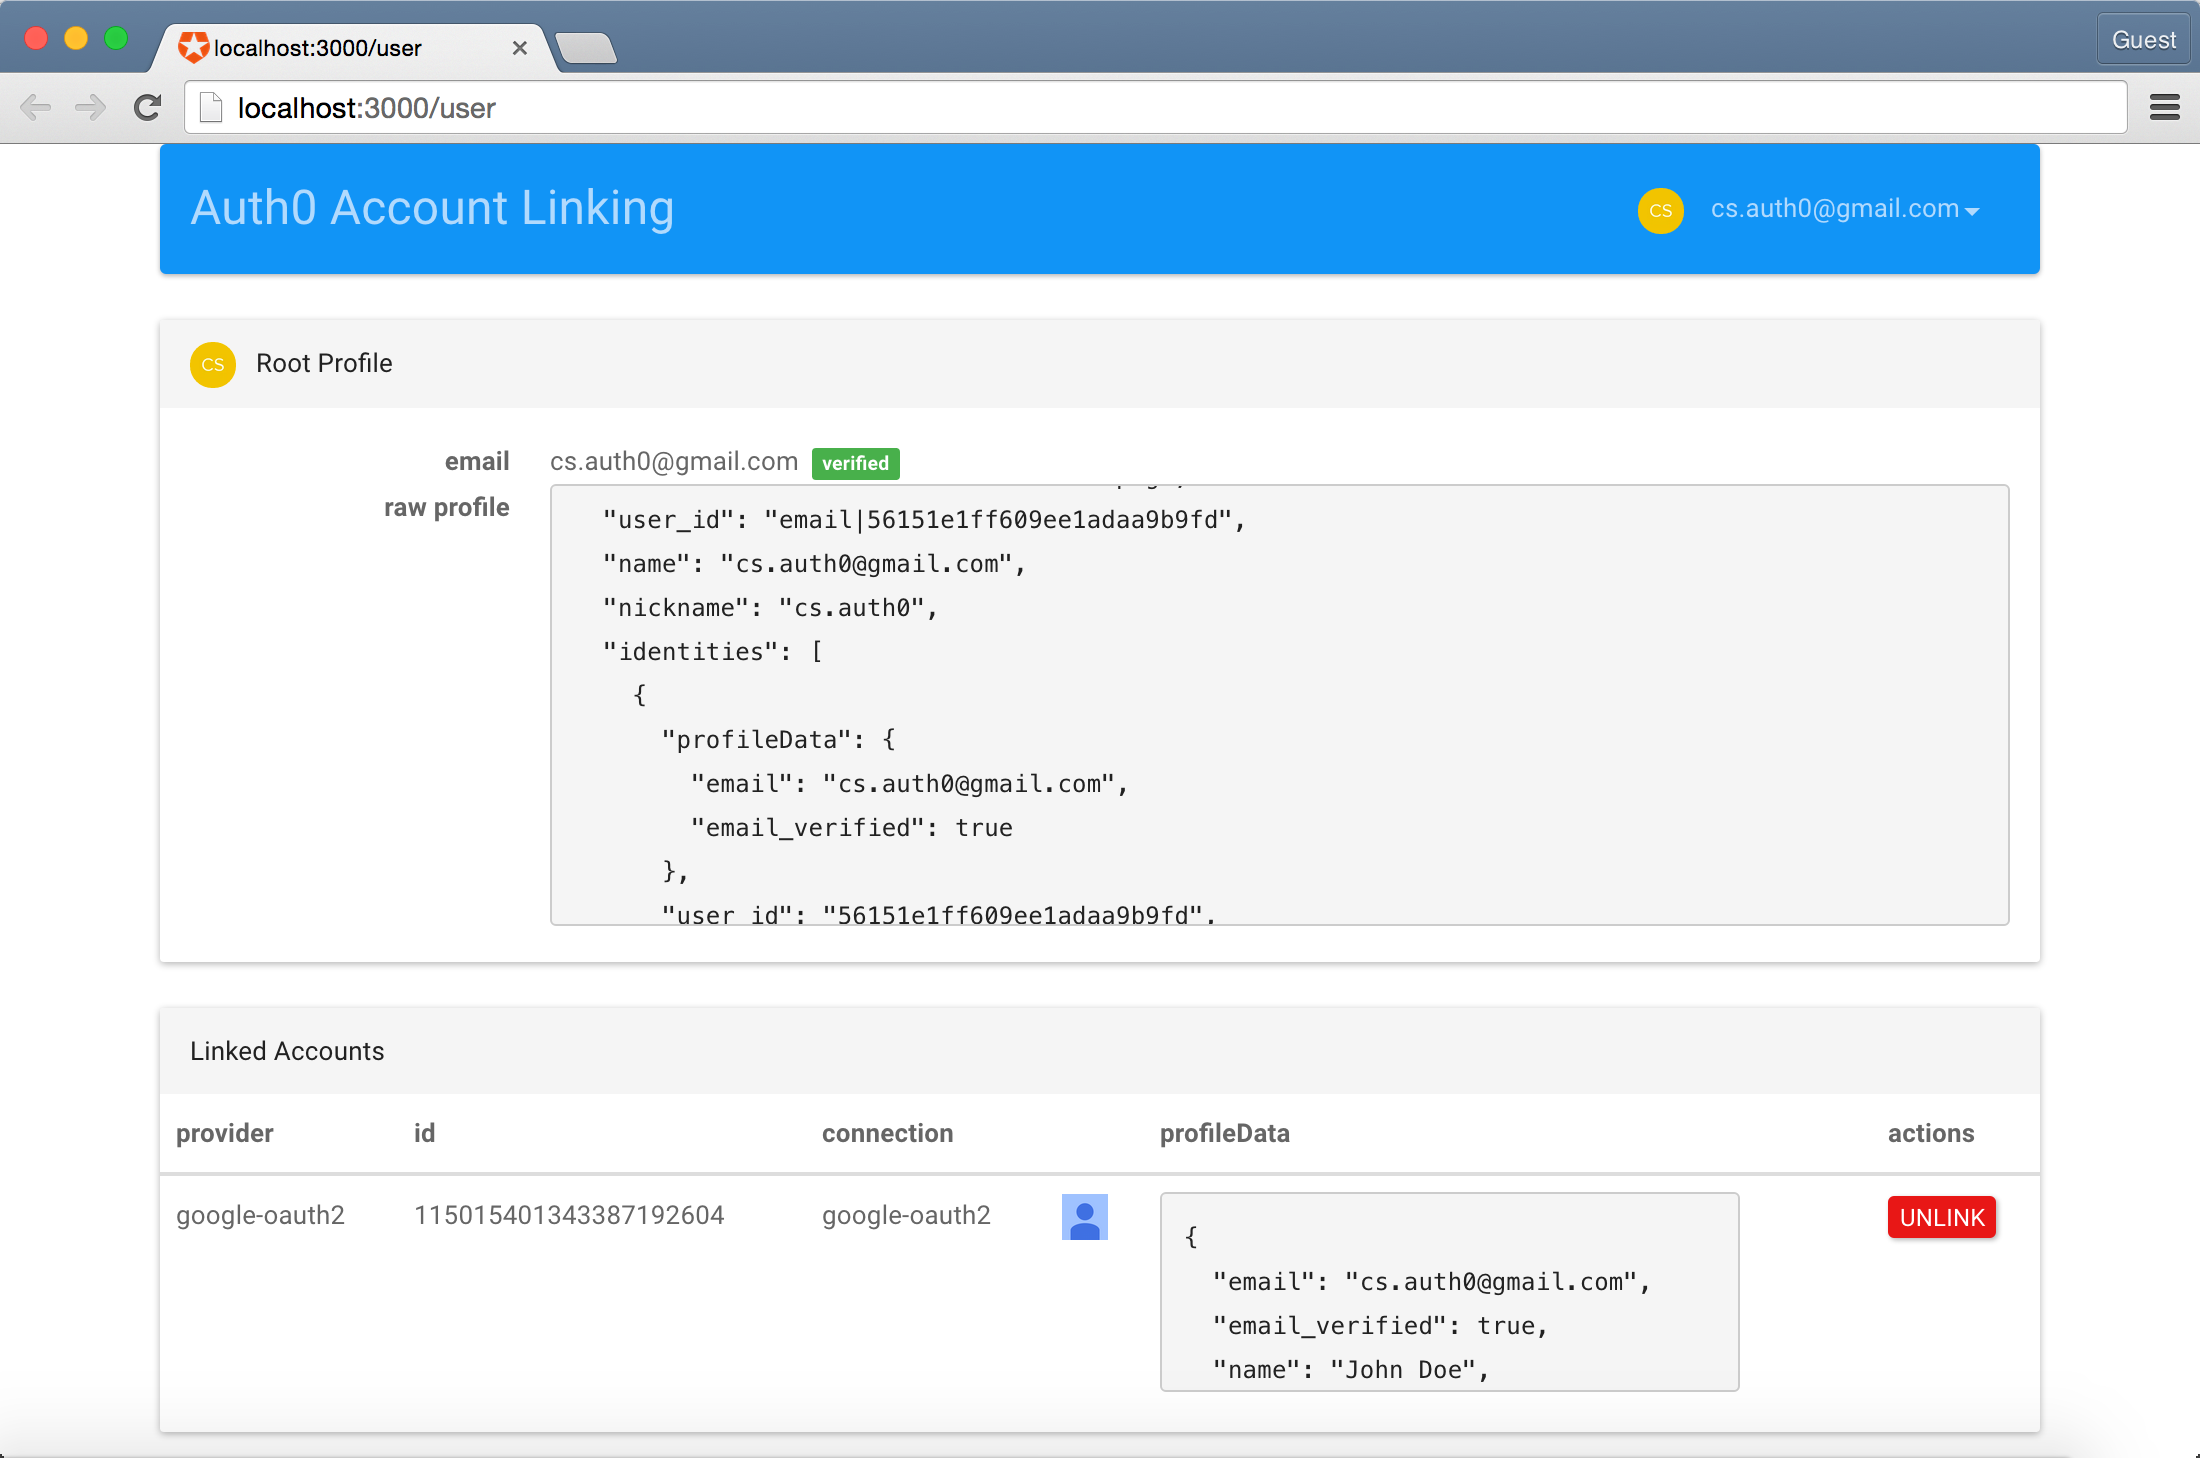 localhost:3000/user
Guest
localhost:3000/user
Auth0 Account Linking
CS cs.auth0@gmail.com
CS Root Profile
email cs.auth0@gmail.com verified
raw profile
"user_id": "email|56151e1ff609ee1adaa9b9fd",
"name": "cs.auth0@gmail.com",
"nickname": "cs.auth0",
"identities": [
{
"profileData": {
"email": "cs.auth0@gmail.com",
"email_verified": true
},
"user_id": "56151e1ff609ee1adaa9b9fd",
Linked Accounts
provider id connection profileData actions
google-oauth2 115015401343387192604 google-oauth2 UNLINK
{
"email": "cs.auth0@gmail.com",
"email_verified": true,
"name": "John Doe",